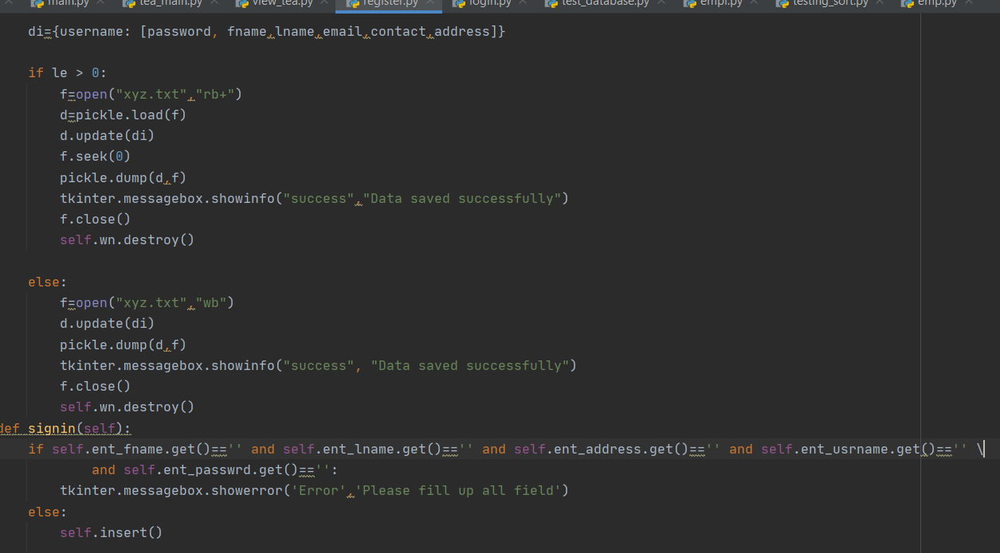 main.py tea_main.py view_tea.py register.py login.py test_database.py empl.py testing_sort.py emp.py
di={username: [password, fname,lname,email,contact,address]}
if le > 0:
f=open("xyz.txt","rb+")
d=pickle.load(f)
d.update(di)
f.seek(0)
pickle.dump(d,f)
tkinter.messagebox.showinfo("success","Data saved successfully")
f.close()
self.wn.destroy()
else:
f=open("xyz.txt","wb")
d.update(di)
pickle.dump(d,f)
tkinter.messagebox.showinfo("success", "Data saved successfully")
f.close()
self.wn.destroy()
def signin(self):
if self.ent_fname.get()=='' and self.ent_lname.get()=='' and self.ent_address.get()=='' and self.ent_usrname.get()=='' \
and self.ent_passwrd.get()=='':
tkinter.messagebox.showerror('Error','Please fill up all field')
else:
self.insert()